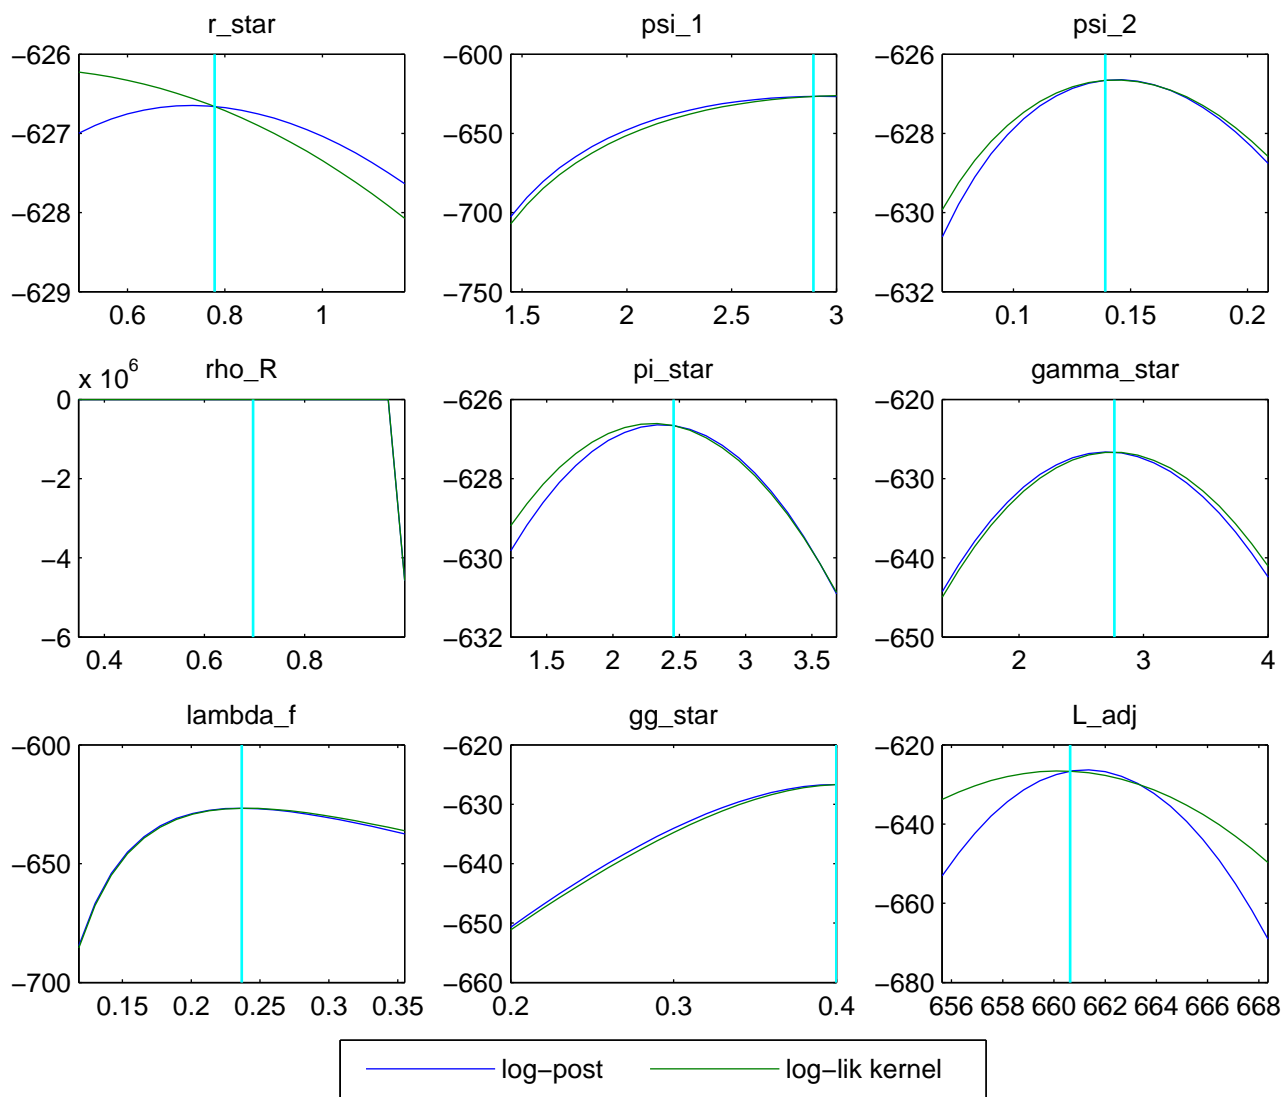 r_star
psi_1
psi_2
−626
−627
−628
−629
0.6 0.8 1
−600
−650
−700
−750
1.5 2 2.5 3
−626
−628
−630
−632
0.1 0.15 0.2
x 10^6
rho_R
pi_star
gamma_star
0
−2
−4
−6
0.4 0.6 0.8
−626
−628
−630
−632
1.5 2 2.5 3 3.5
−620
−630
−640
−650
2 3 4
lambda_f
gg_star
L_adj
−600
−650
−700
0.15 0.2 0.25 0.3 0.35
−620
−630
−640
−650
−660
0.2 0.3 0.4
−620
−640
−660
−680
656 658 660 662 664 666 668
log−post log−lik kernel